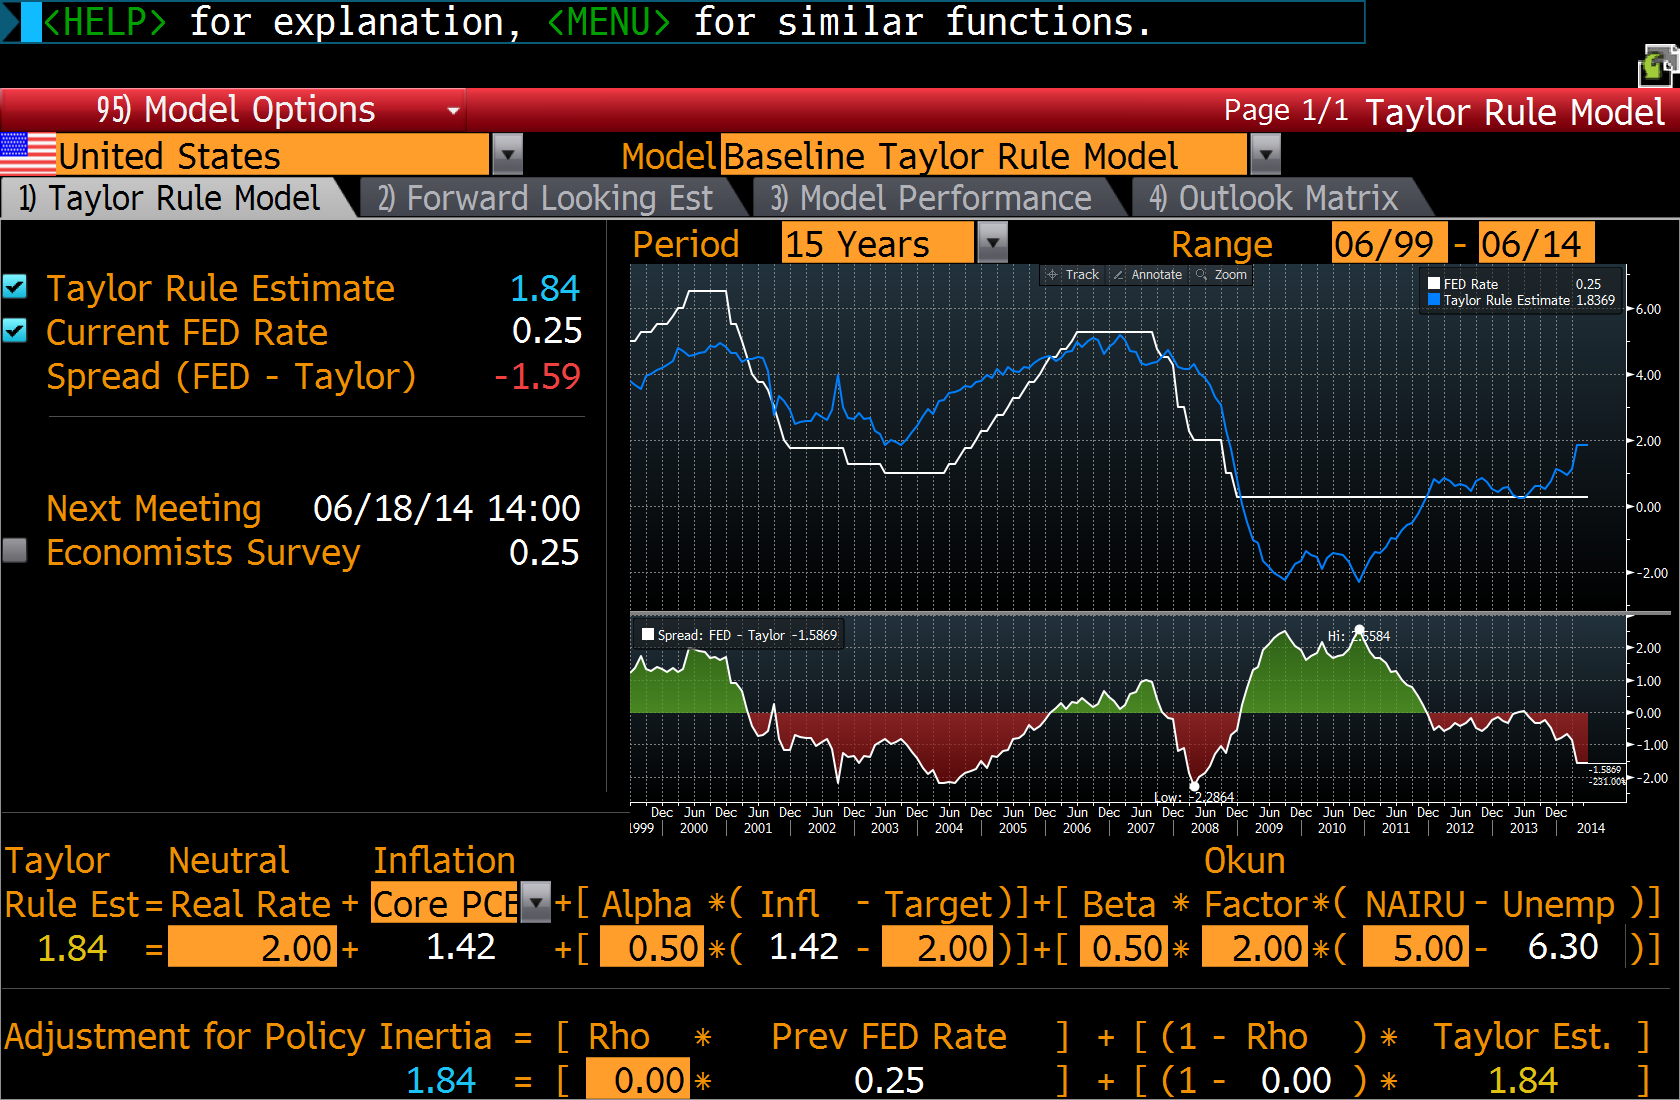 <HELP> for explanation, <MENU> for similar functions.
95) Model Options Page 1/1 Taylor Rule Model
United States Model Baseline Taylor Rule Model
1) Taylor Rule Model 2) Forward Looking Est 3) Model Performance 4) Outlook Matrix
Period 15 Years Range 06/99 - 06/14
Track Annotate Zoom
Taylor Rule Estimate 1.84
Current FED Rate 0.25
Spread (FED - Taylor) -1.59
Next Meeting 06/18/14 14:00
Economists Survey 0.25
FED Rate 0.25
Taylor Rule Estimate 1.8369
6.00
4.00
2.00
0.00
-2.00
Spread: FED - Taylor -1.5869
Hi: 2.5584
2.00
1.00
0.00
-1.00
-1.5869
-231.00%
-2.00
Low: -2.2864
Dec Jun Dec Jun Dec Jun Dec Jun Dec Jun Dec Jun Dec Jun Dec Jun Dec Jun Dec Jun Dec Jun Dec Jun Dec Jun Dec Jun Dec
1999 2000 2001 2002 2003 2004 2005 2006 2007 2008 2009 2010 2011 2012 2013 2014
Taylor Neutral Inflation Okun
Rule Est = Real Rate + Core PCE +[ Alpha *( Infl - Target )]+[ Beta * Factor *( NAIRU - Unemp )]
1.84 = 2.00 + 1.42 +[ 0.50 *( 1.42 - 2.00 )]+[ 0.50 * 2.00 *( 5.00 - 6.30 )]
Adjustment for Policy Inertia = [ Rho * Prev FED Rate ] + [ (1 - Rho ) * Taylor Est. ]
1.84 = [ 0.00 * 0.25 ] + [ (1 - 0.00 ) * 1.84 ]